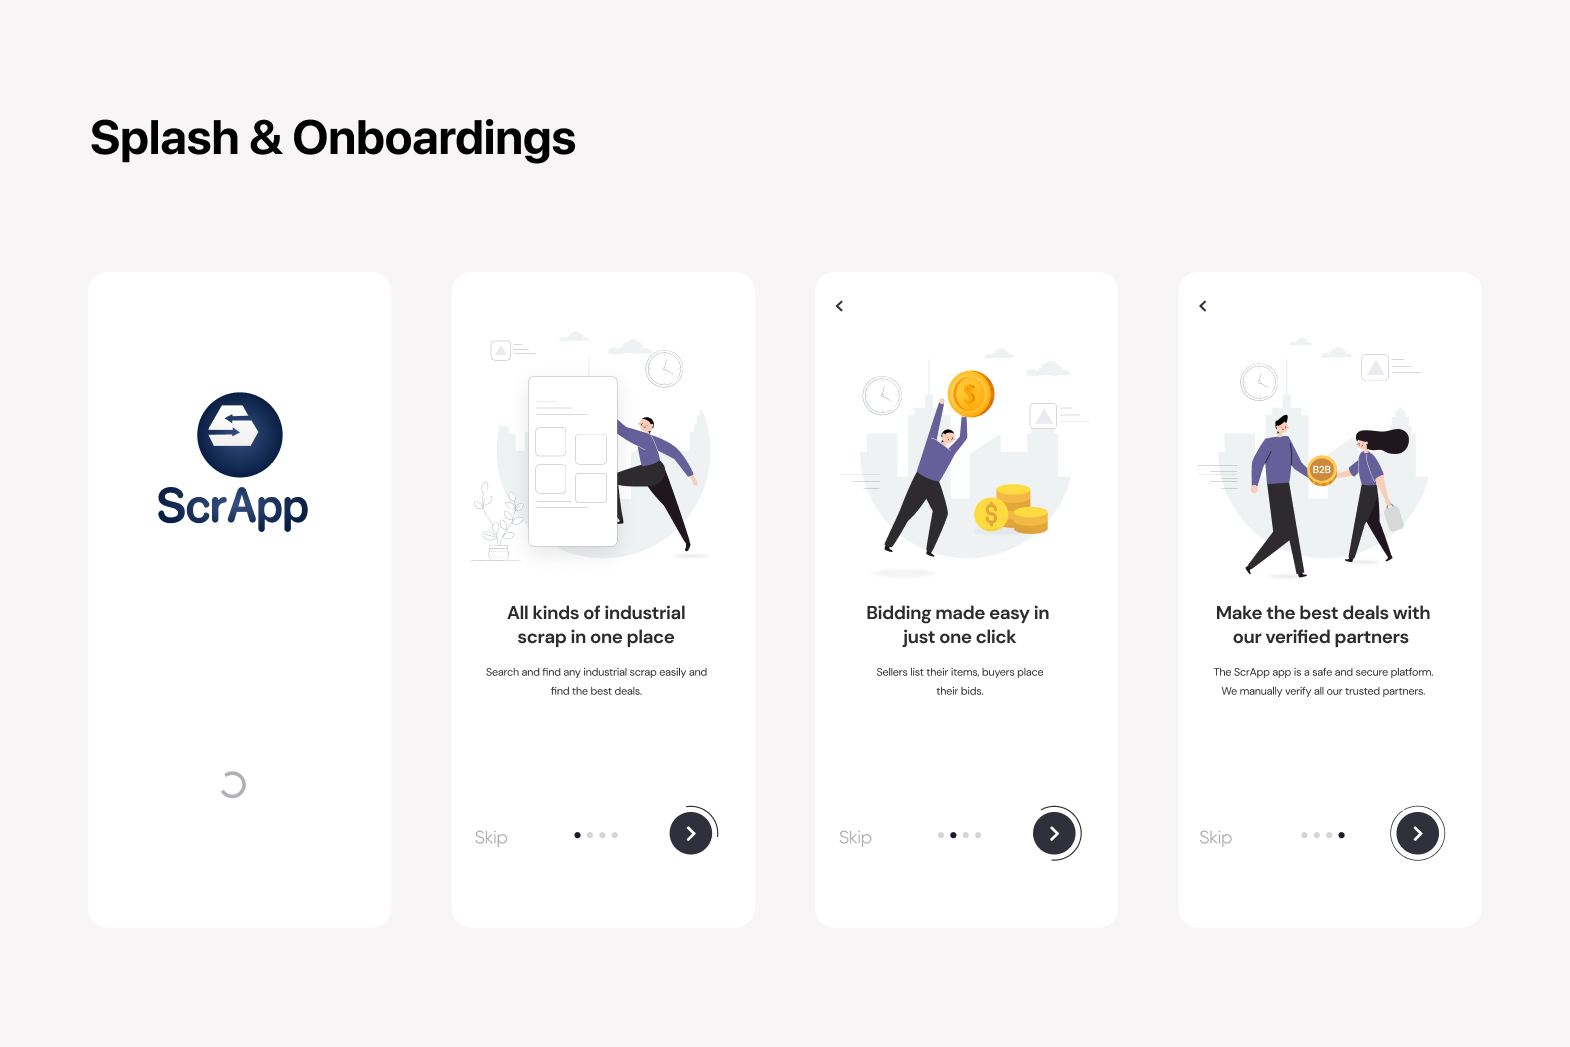 Splash & Onboardings
ScrApp
All kinds of industrial
scrap in one place
Search and find any industrial scrap easily and
find the best deals.
Skip
$
$
Bidding made easy in
just one click
Sellers list their items, buyers place
their bids.
Skip
B2B
Make the best deals with
our verified partners
The ScrApp app is a safe and secure platform.
We manually verify all our trusted partners.
Skip